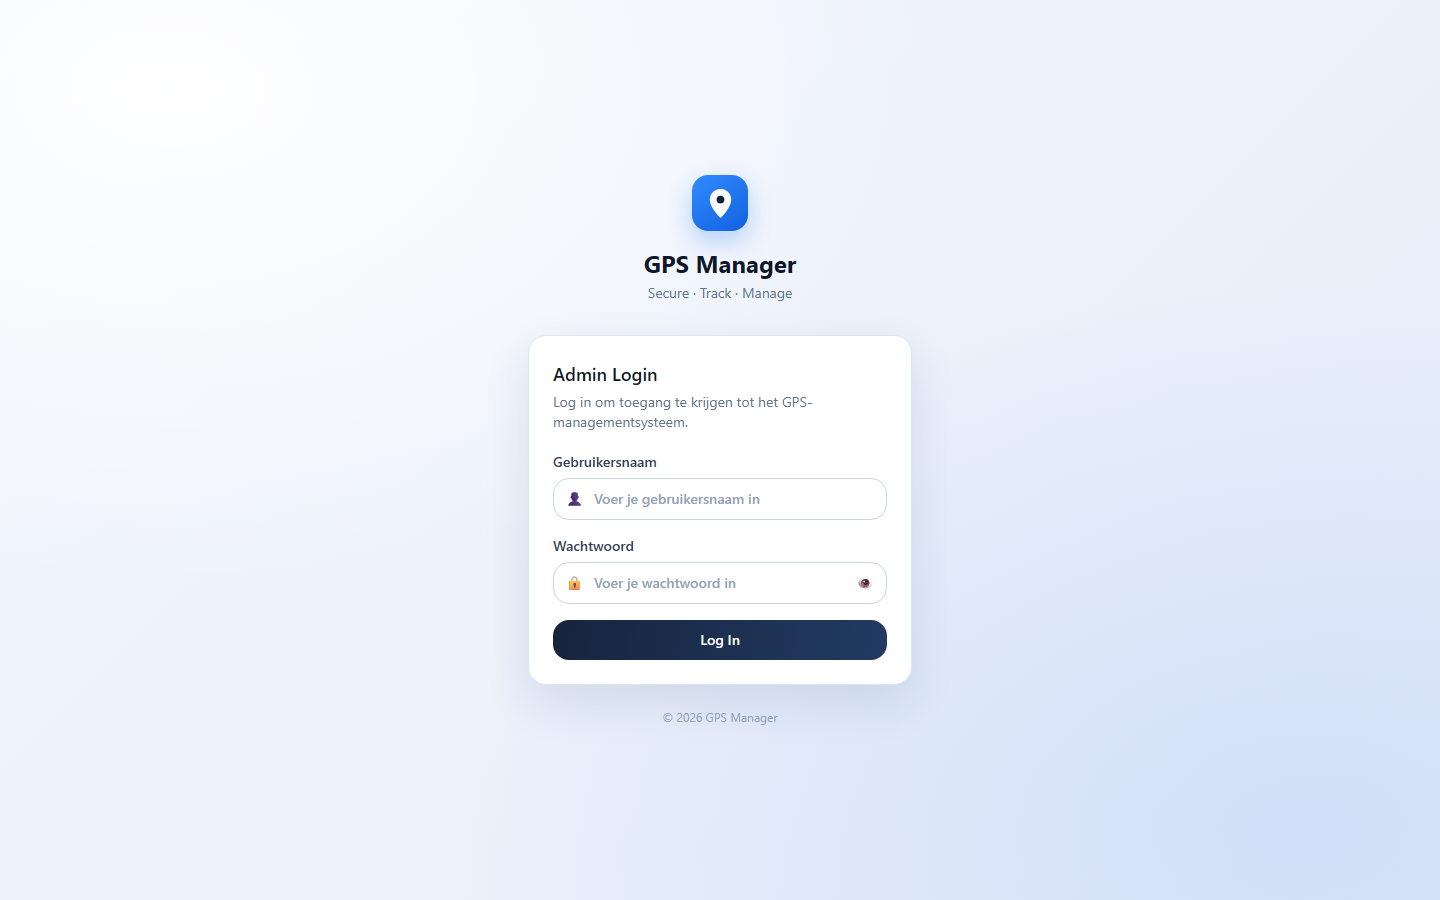 GPS Manager
Secure · Track · Manage
Admin Login
Log in om toegang te krijgen tot het GPS-
managementsysteem.
Gebruikersnaam
Voer je gebruikersnaam in
Wachtwoord
Voer je wachtwoord in
Log In
© 2026 GPS Manager